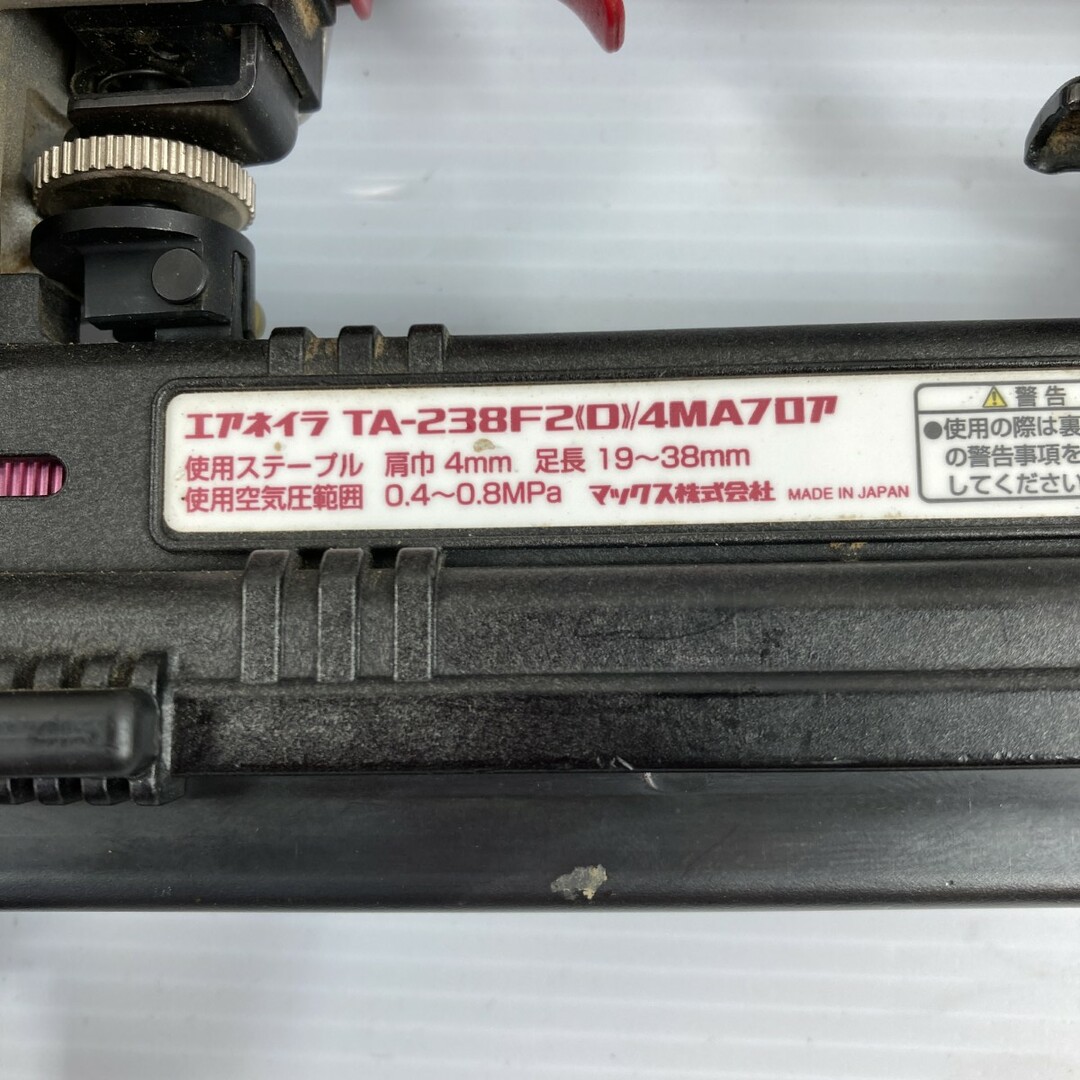 エアネイラ TA-238F2《D》/4MAフロア
使用ステープル 肩巾 4mm 足長 19～38mm
使用空気圧範囲 0.4～0.8MPa マックス株式会社 MADE IN JAPAN
⚠ 警告
●使用の際は裏
の警告事項を
してください